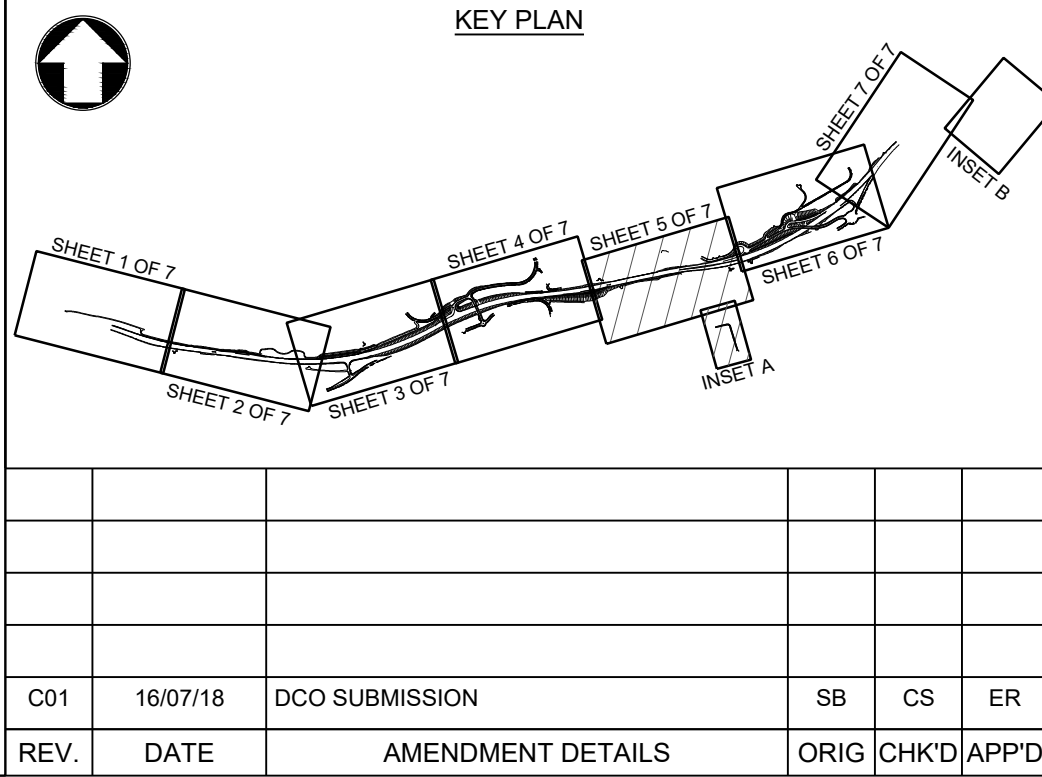 KEY PLAN
SHEET 1 OF 7
SHEET 2 OF 7
SHEET 3 OF 7
SHEET 4 OF 7
SHEET 5 OF 7
INSET A
SHEET 6 OF 7
SHEET 7 OF 7
INSET B
C01 16/07/18 DCO SUBMISSION SB CS ER
REV. DATE AMENDMENT DETAILS ORIG CHK'D APP'D